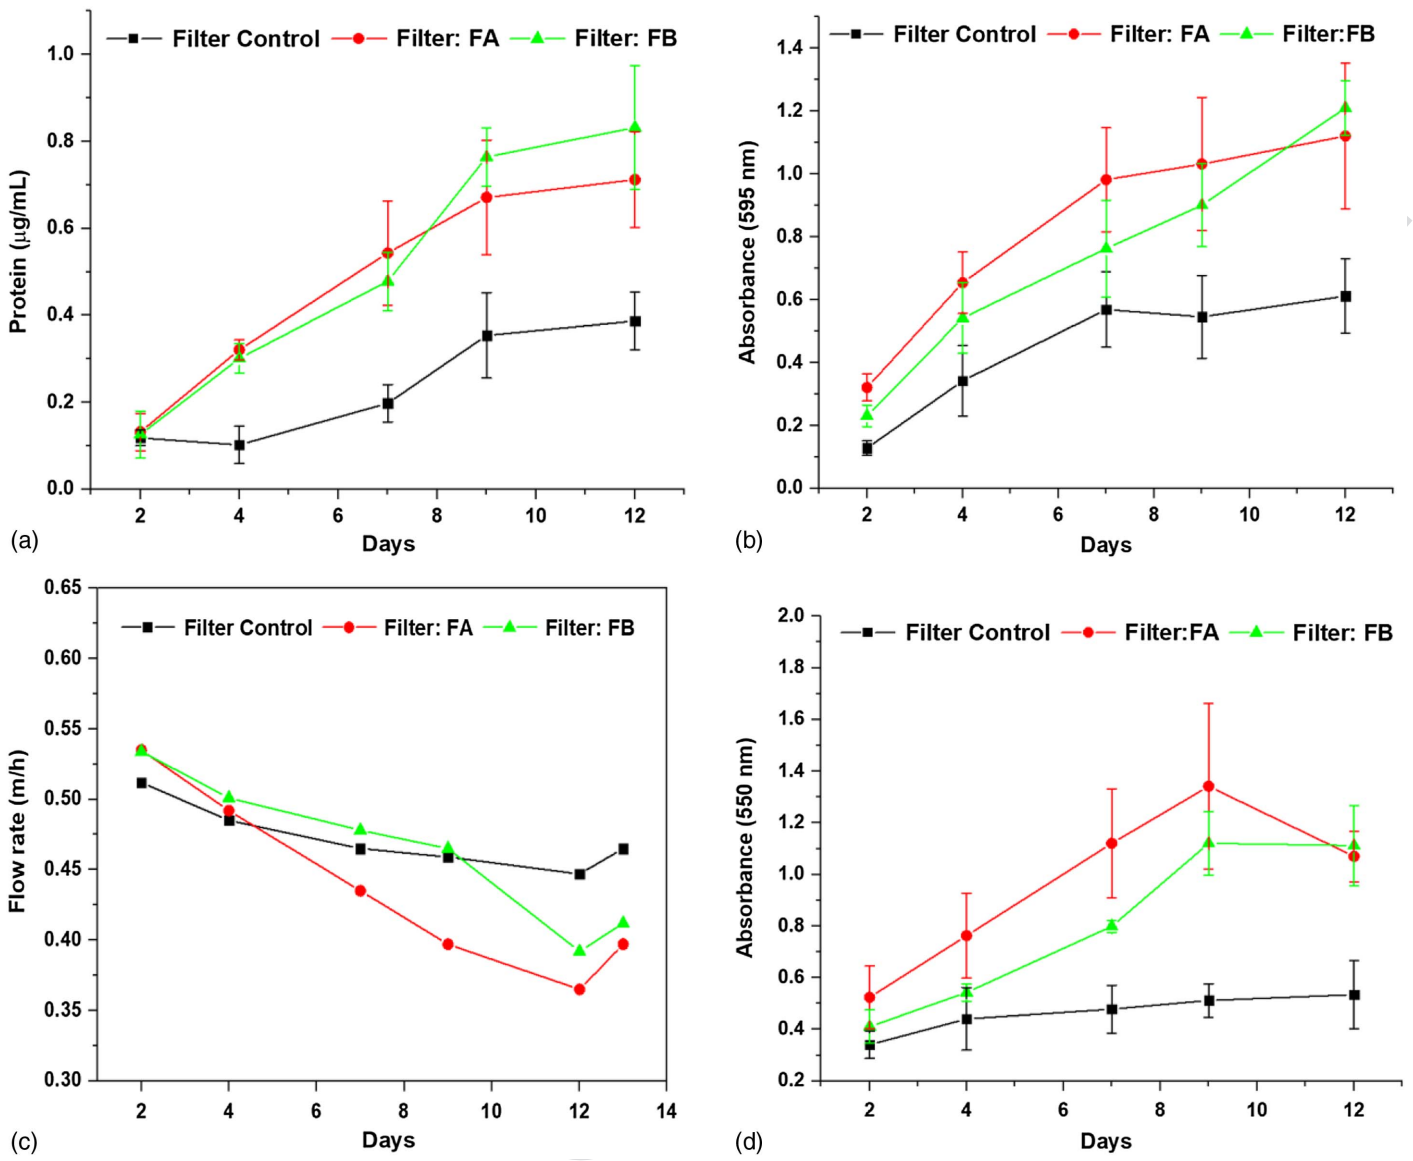 Filter Control Filter: FA Filter: FB
1.0
0.8
0.6
0.4
0.2
0.0
Protein (µg/mL)
2 4 6 8 10 12
Days
(a)
Filter Control Filter: FA Filter:FB
1.4
1.2
1.0
0.8
0.6
0.4
0.2
0.0
Absorbance (595 nm)
2 4 6 8 10 12
Days
(b)
Filter Control Filter: FA Filter: FB
0.65
0.60
0.55
0.50
0.45
0.40
0.35
0.30
Flow rate (m/h)
2 4 6 8 10 12 14
Days
(c)
Filter Control Filter:FA Filter: FB
2.0
1.8
1.6
1.4
1.2
1.0
0.8
0.6
0.4
0.2
Absorbance (550 nm)
2 4 6 8 10 12
Days
(d)